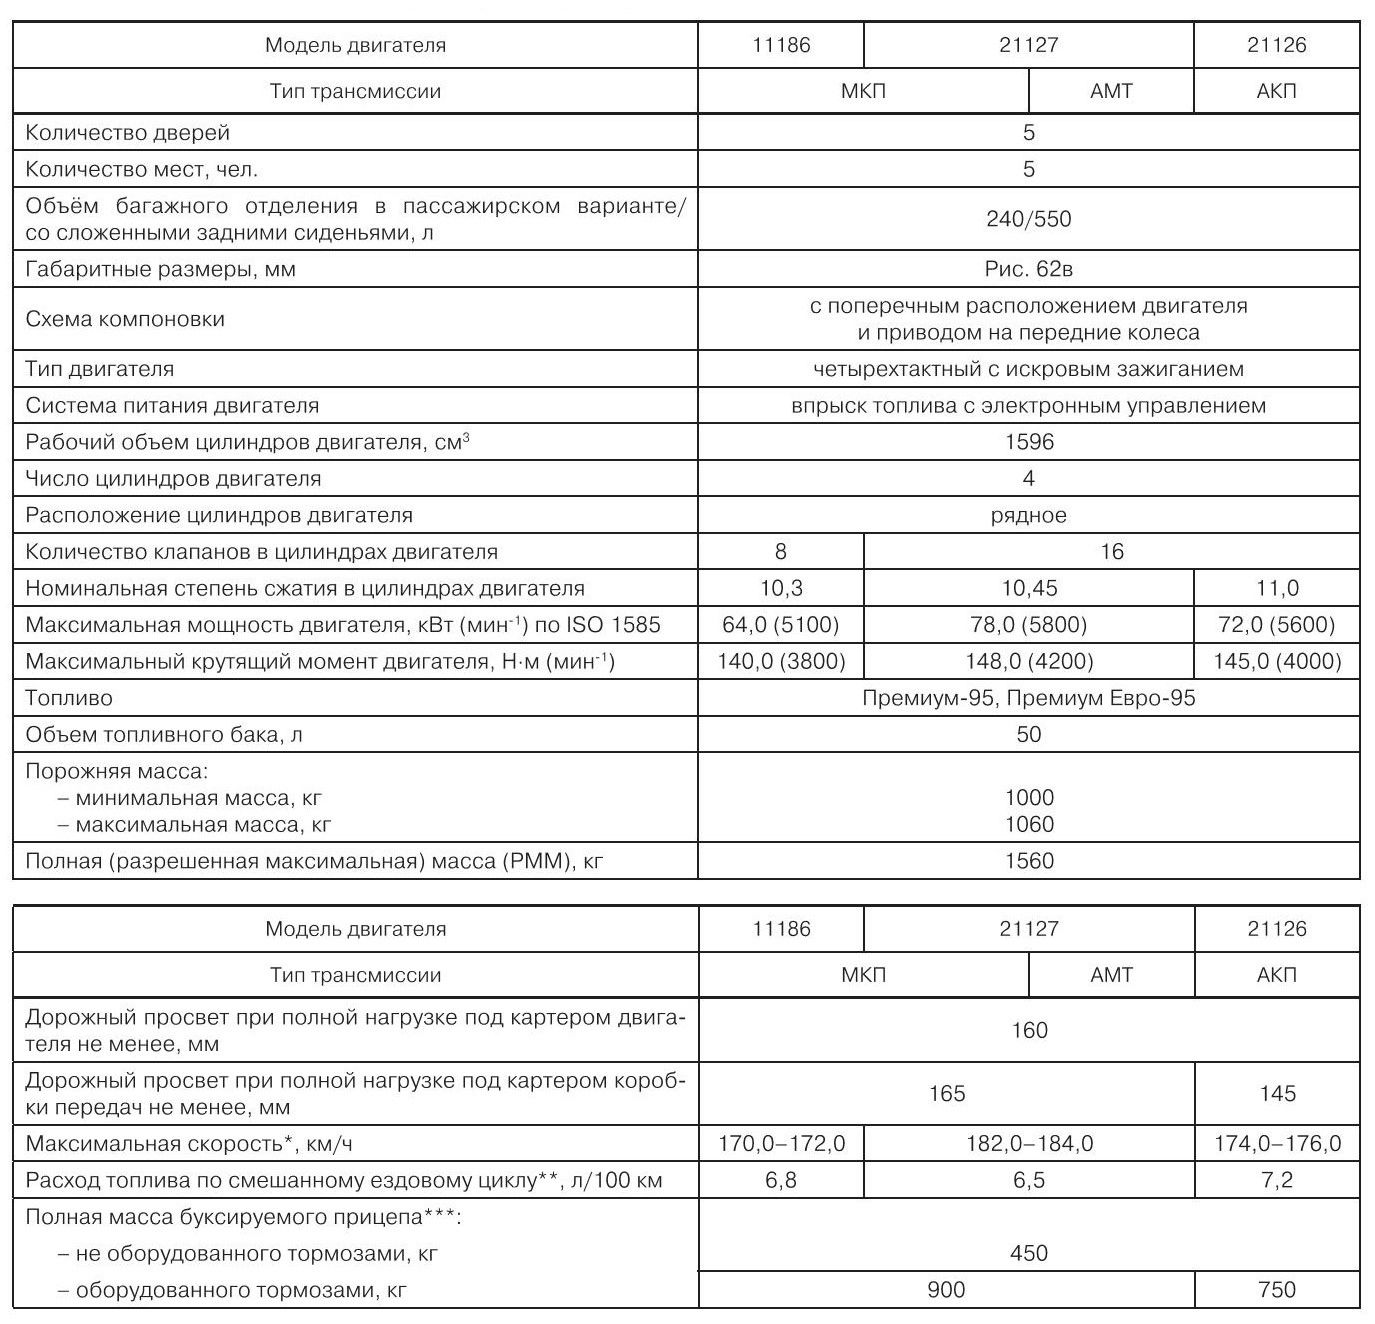 Модель двигателя 11186 21127 21126
Тип трансмиссии МКП АМТ АКП
Количество дверей 5
Количество мест, чел. 5
Объём багажного отделения в пассажирском варианте/
со сложенными задними сиденьями, л 240/550
Габаритные размеры, мм Рис. 62в
Схема компоновки с поперечным расположением двигателя
и приводом на передние колеса
Тип двигателя четырехтактный с искровым зажиганием
Система питания двигателя впрыск топлива с электронным управлением
Рабочий объем цилиндров двигателя, см³ 1596
Число цилиндров двигателя 4
Расположение цилиндров двигателя рядное
Количество клапанов в цилиндрах двигателя 8 16
Номинальная степень сжатия в цилиндрах двигателя 10,3 10,45 11,0
Максимальная мощность двигателя, кВт (мин⁻¹) по ISO 1585 64,0 (5100) 78,0 (5800) 72,0 (5600)
Максимальный крутящий момент двигателя, Н·м (мин⁻¹) 140,0 (3800) 148,0 (4200) 145,0 (4000)
Топливо Премиум-95, Премиум Евро-95
Объем топливного бака, л 50
Порожняя масса:
– минимальная масса, кг 1000
– максимальная масса, кг 1060
Полная (разрешенная максимальная) масса (РММ), кг 1560
Модель двигателя 11186 21127 21126
Тип трансмиссии МКП АМТ АКП
Дорожный просвет при полной нагрузке под картером двига-
теля не менее, мм 160
Дорожный просвет при полной нагрузке под картером короб-
ки передач не менее, мм 165 145
Максимальная скорость*, км/ч 170,0–172,0 182,0–184,0 174,0–176,0
Расход топлива по смешанному ездовому циклу**, л/100 км 6,8 6,5 7,2
Полная масса буксируемого прицепа***:
– не оборудованного тормозами, кг 450
– оборудованного тормозами, кг 900 750